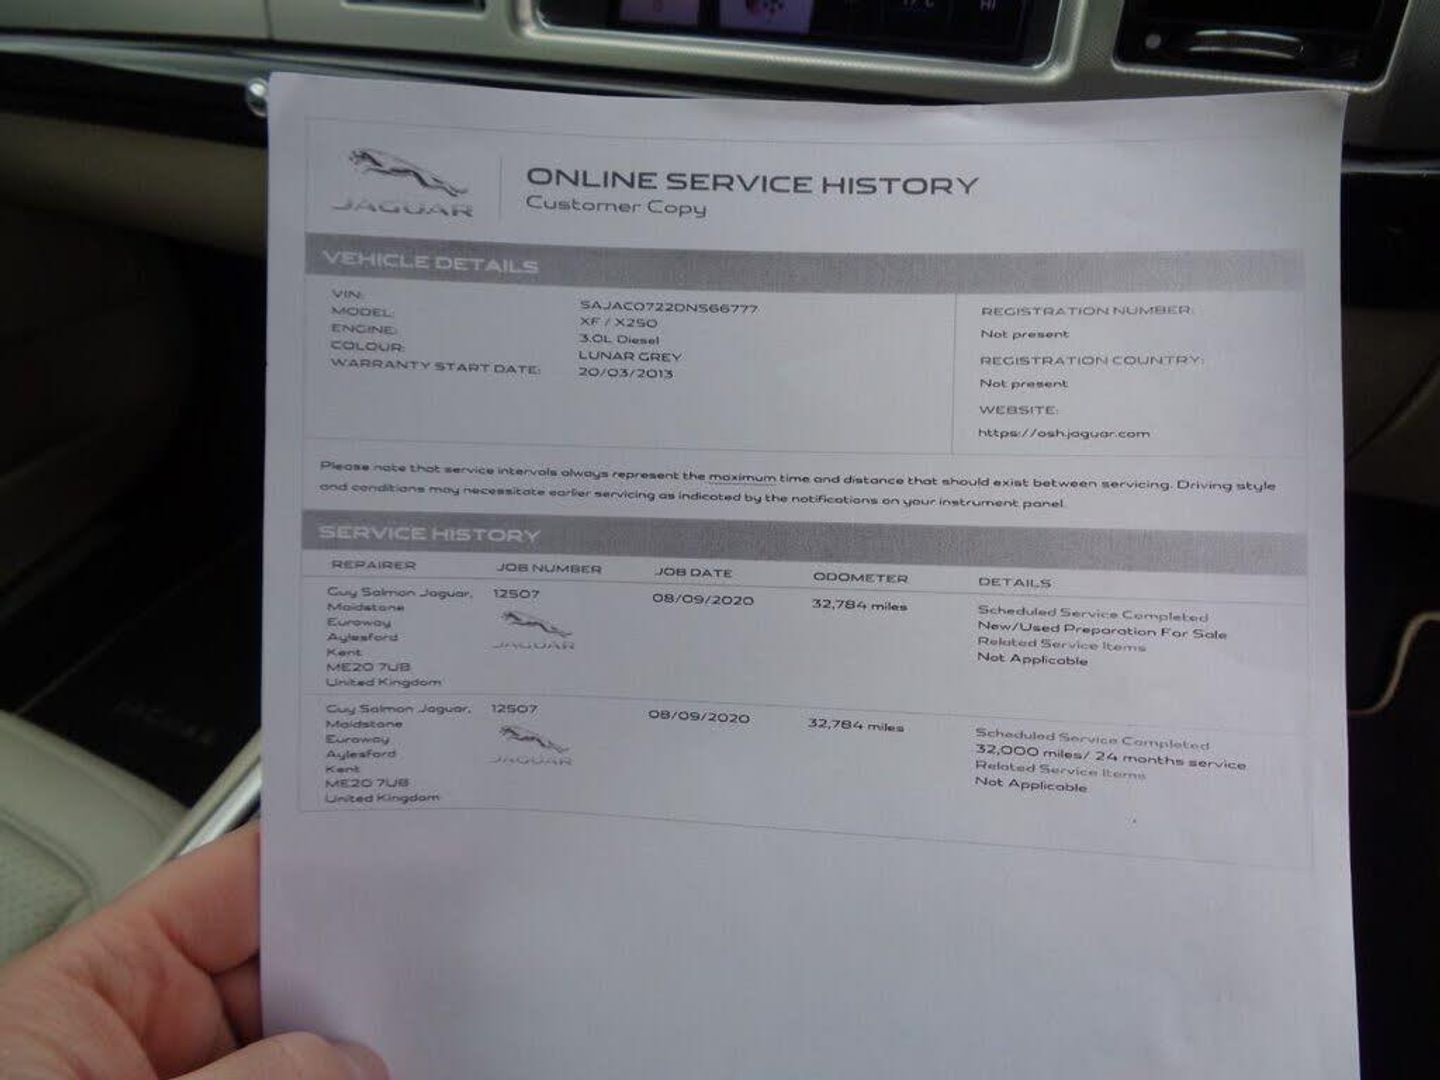 JAGUAR
ONLINE SERVICE HISTORY
Customer Copy
VEHICLE DETAILS
VIN: SAJAC0722DNS66777
MODEL: XF / X250
ENGINE: 3.0L Diesel
COLOUR: LUNAR GREY
WARRANTY START DATE: 20/03/2013
REGISTRATION NUMBER:
Not present
REGISTRATION COUNTRY:
Not present
WEBSITE:
https://osh.jaguar.com
Please note that service intervals always represent the maximum time and distance that should exist between servicing. Driving style
and conditions may necessitate earlier servicing as indicated by the notifications on your instrument panel.
SERVICE HISTORY
REPAIRER JOB NUMBER JOB DATE ODOMETER DETAILS
Guy Salmon Jaguar,
Maidstone
Euroway
Aylesford
Kent
ME20 7UB
United Kingdom
12507
JAGUAR
08/09/2020
32,784 miles
Scheduled Service Completed
New/Used Preparation For Sale
Related Service Items
Not Applicable
Guy Salmon Jaguar,
Maidstone
Euroway
Aylesford
Kent
ME20 7UB
United Kingdom
12507
JAGUAR
08/09/2020
32,784 miles
Scheduled Service Completed
32,000 miles/ 24 months service
Related Service Items
Not Applicable